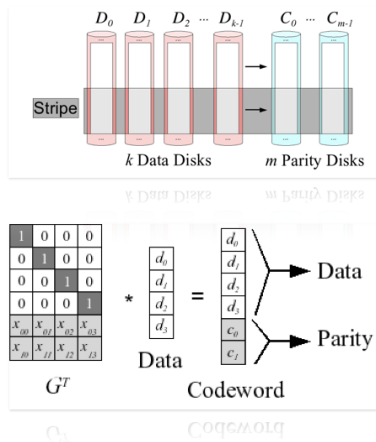 D0 D1 D2 ... Dk-1 C0 ... Cm-1
Stripe
k Data Disks m Parity Disks
1 0 0 0
0 1 0 0
0 0 1 0
0 0 0 1
x00 x01 x02 x03
x10 x11 x12 x13
GT
*
d0
d1
d2
d3
Data
=
d0
d1
d2
d3
c0
c1
Codeword
Data
Parity